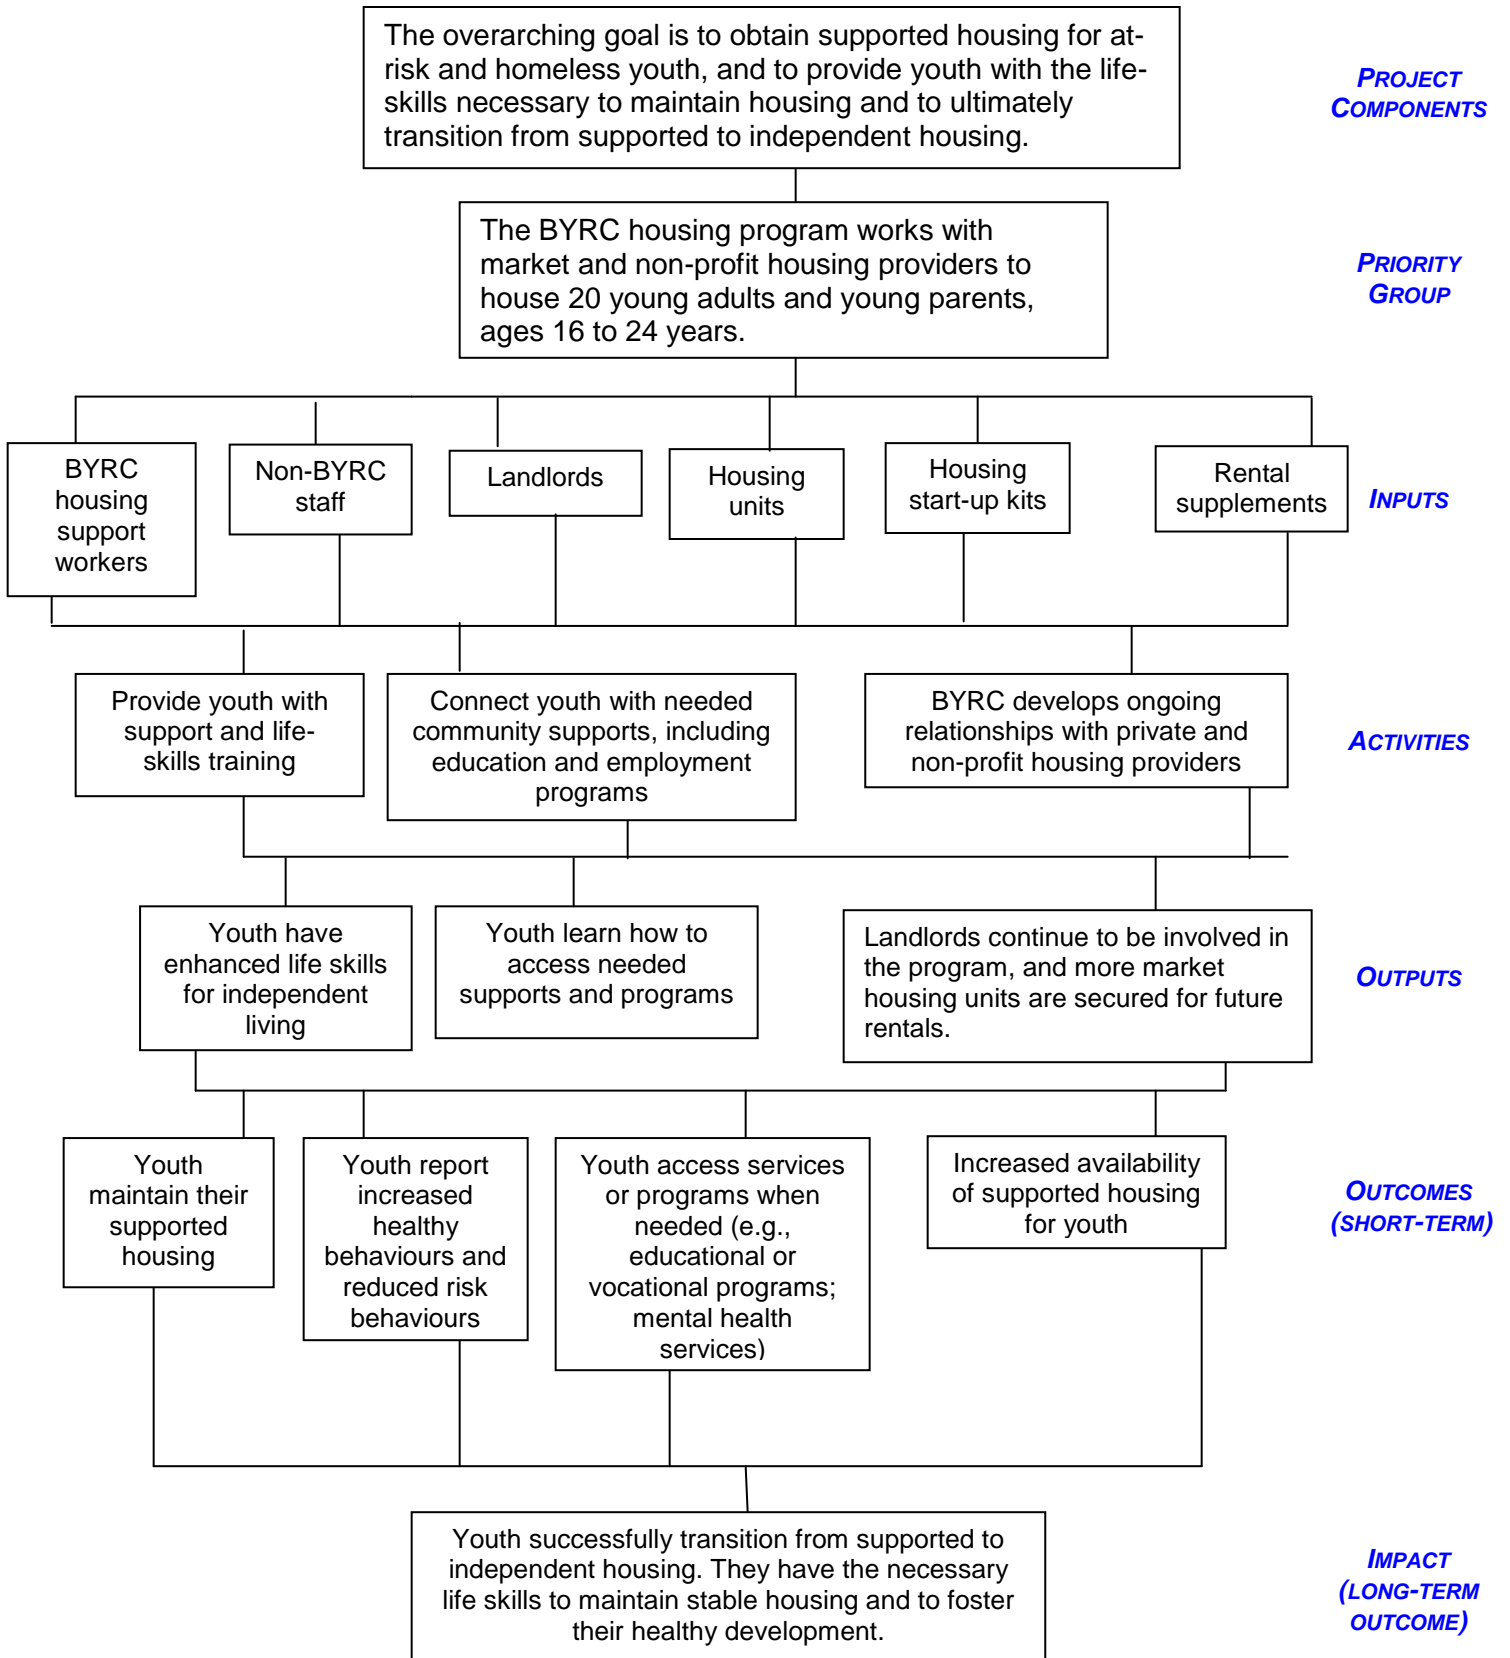 The overarching goal is to obtain supported housing for at-
risk and homeless youth, and to provide youth with the life-
skills necessary to maintain housing and to ultimately
transition from supported to independent housing.
PROJECT
COMPONENTS
The BYRC housing program works with
market and non-profit housing providers to
house 20 young adults and young parents,
ages 16 to 24 years.
PRIORITY
GROUP
BYRC
housing
support
workers
Non-BYRC
staff
Landlords
Housing
units
Housing
start-up kits
Rental
supplements
INPUTS
Provide youth with
support and life-
skills training
Connect youth with needed
community supports, including
education and employment
programs
BYRC develops ongoing
relationships with private and
non-profit housing providers
ACTIVITIES
Youth have
enhanced life skills
for independent
living
Youth learn how to
access needed
supports and programs
Landlords continue to be involved in
the program, and more market
housing units are secured for future
rentals.
OUTPUTS
Youth
maintain their
supported
housing
Youth report
increased
healthy
behaviours and
reduced risk
behaviours
Youth access services
or programs when
needed (e.g.,
educational or
vocational programs;
mental health
services)
Increased availability
of supported housing
for youth
OUTCOMES
(SHORT-TERM)
Youth successfully transition from supported to
independent housing. They have the necessary
life skills to maintain stable housing and to foster
their healthy development.
IMPACT
(LONG-TERM
OUTCOME)